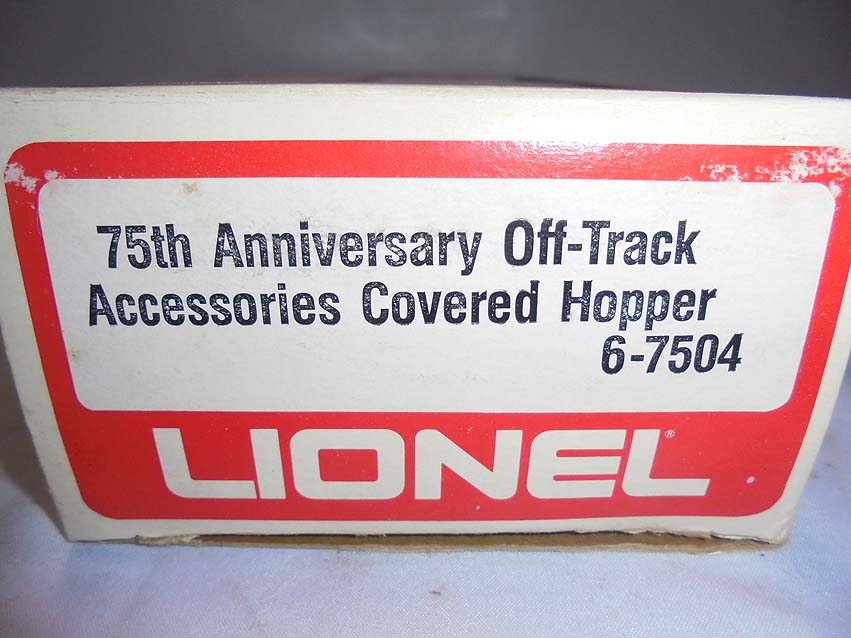 75th Anniversary Off-Track
Accessories Covered Hopper
6-7504
LIONEL®